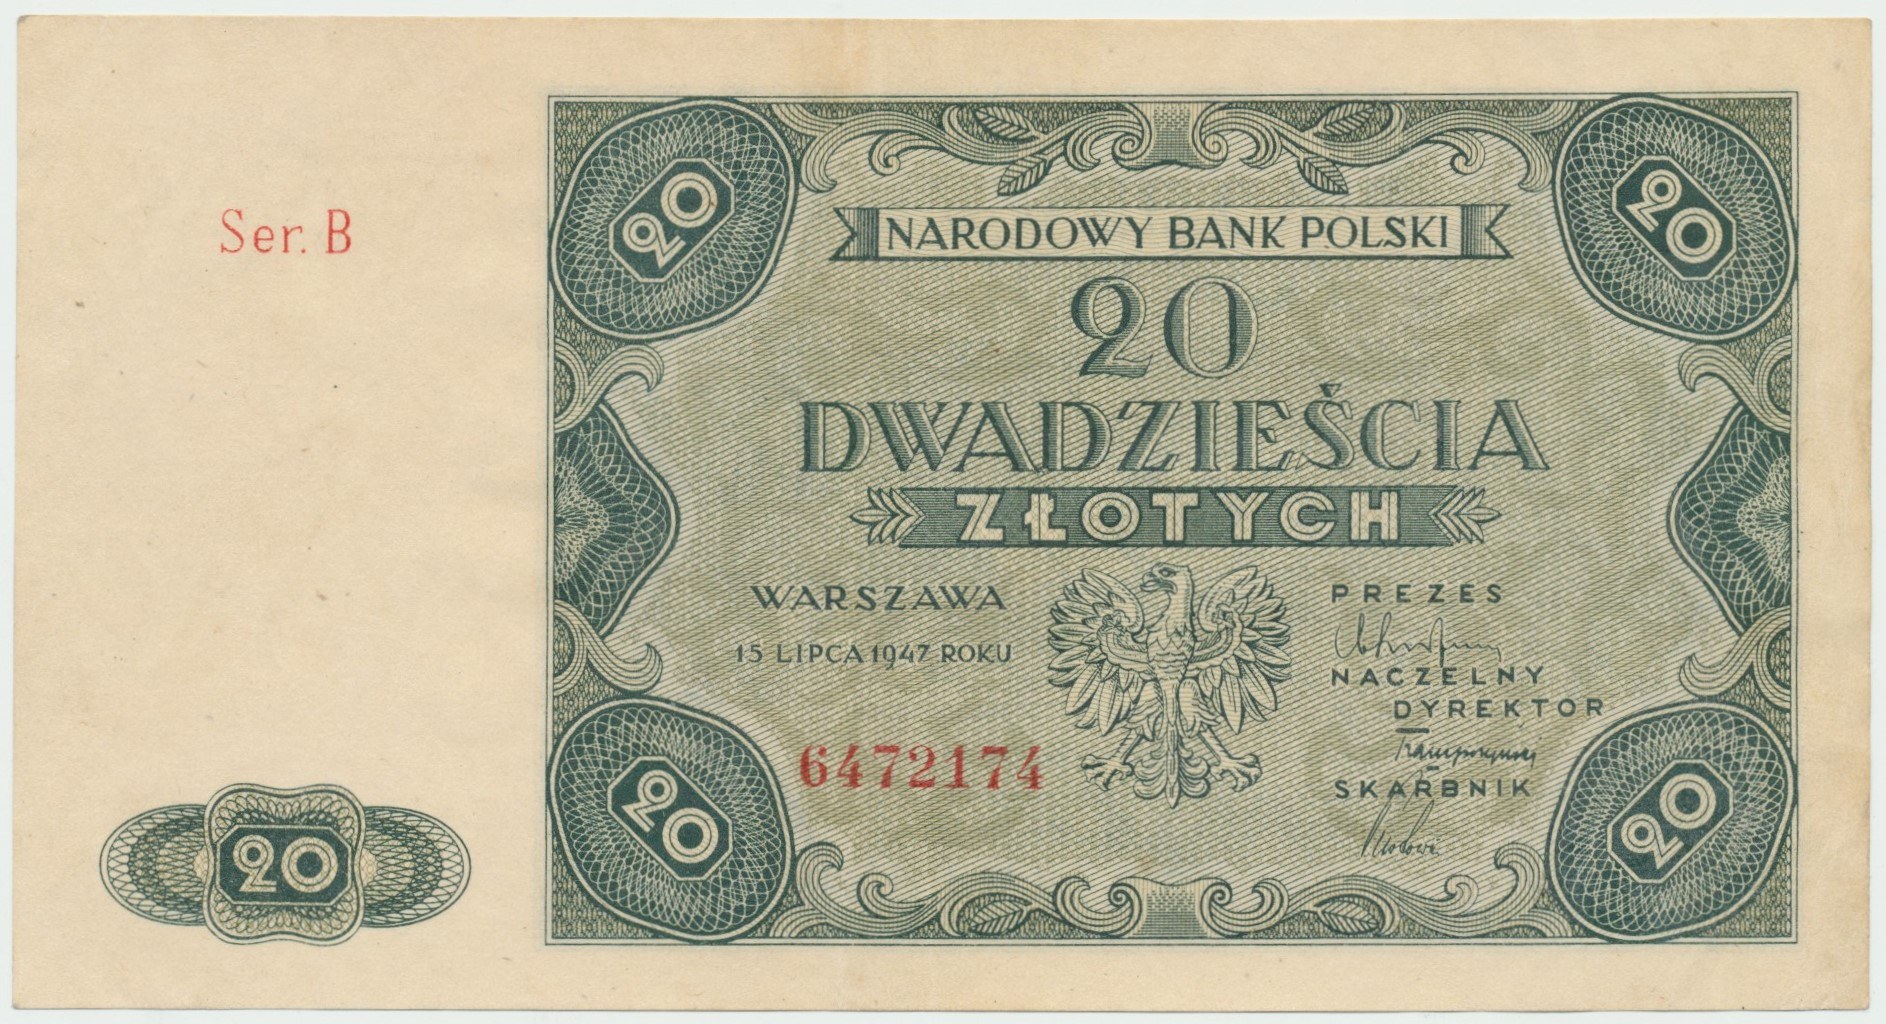 20
20
NARODOWY BANK POLSKI
Ser. B
20
DWADZIEŚCIA
ZŁOTYCH
WARSZAWA
15 LIPCA 1947 ROKU
PREZES
NACZELNY
DYREKTOR
6472174
SKARBNIK
20
20
20